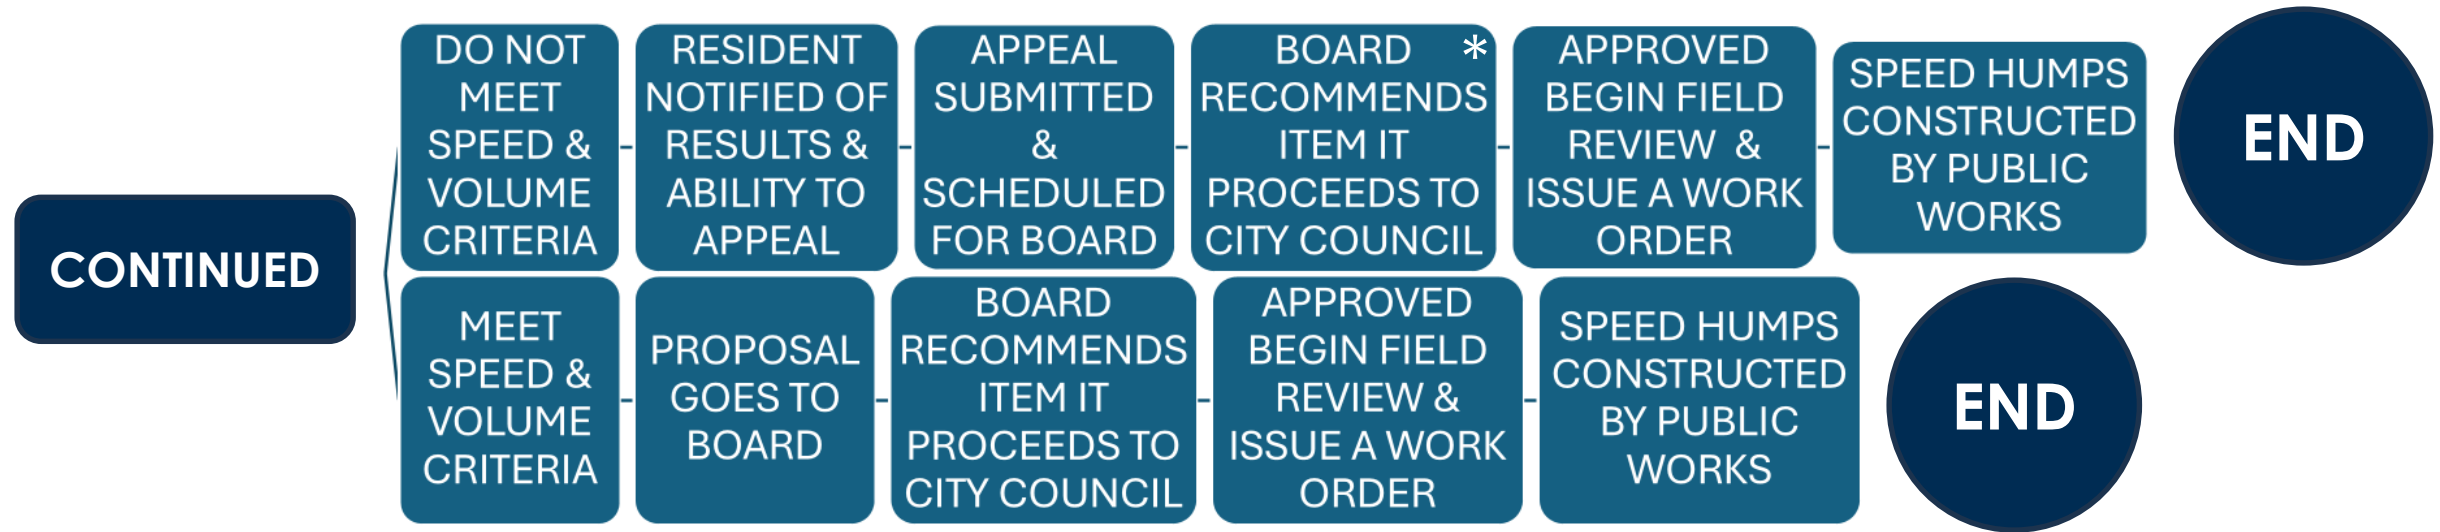 CONTINUED
DO NOT
MEET
SPEED &
VOLUME
CRITERIA
RESIDENT
NOTIFIED OF
RESULTS &
ABILITY TO
APPEAL
APPEAL
SUBMITTED
&
SCHEDULED
FOR BOARD
BOARD *
RECOMMENDS
ITEM IT
PROCEEDS TO
CITY COUNCIL
APPROVED
BEGIN FIELD
REVIEW &
ISSUE A WORK
ORDER
SPEED HUMPS
CONSTRUCTED
BY PUBLIC
WORKS
END
MEET
SPEED &
VOLUME
CRITERIA
PROPOSAL
GOES TO
BOARD
BOARD
RECOMMENDS
ITEM IT
PROCEEDS TO
CITY COUNCIL
APPROVED
BEGIN FIELD
REVIEW &
ISSUE A WORK
ORDER
SPEED HUMPS
CONSTRUCTED
BY PUBLIC
WORKS
END